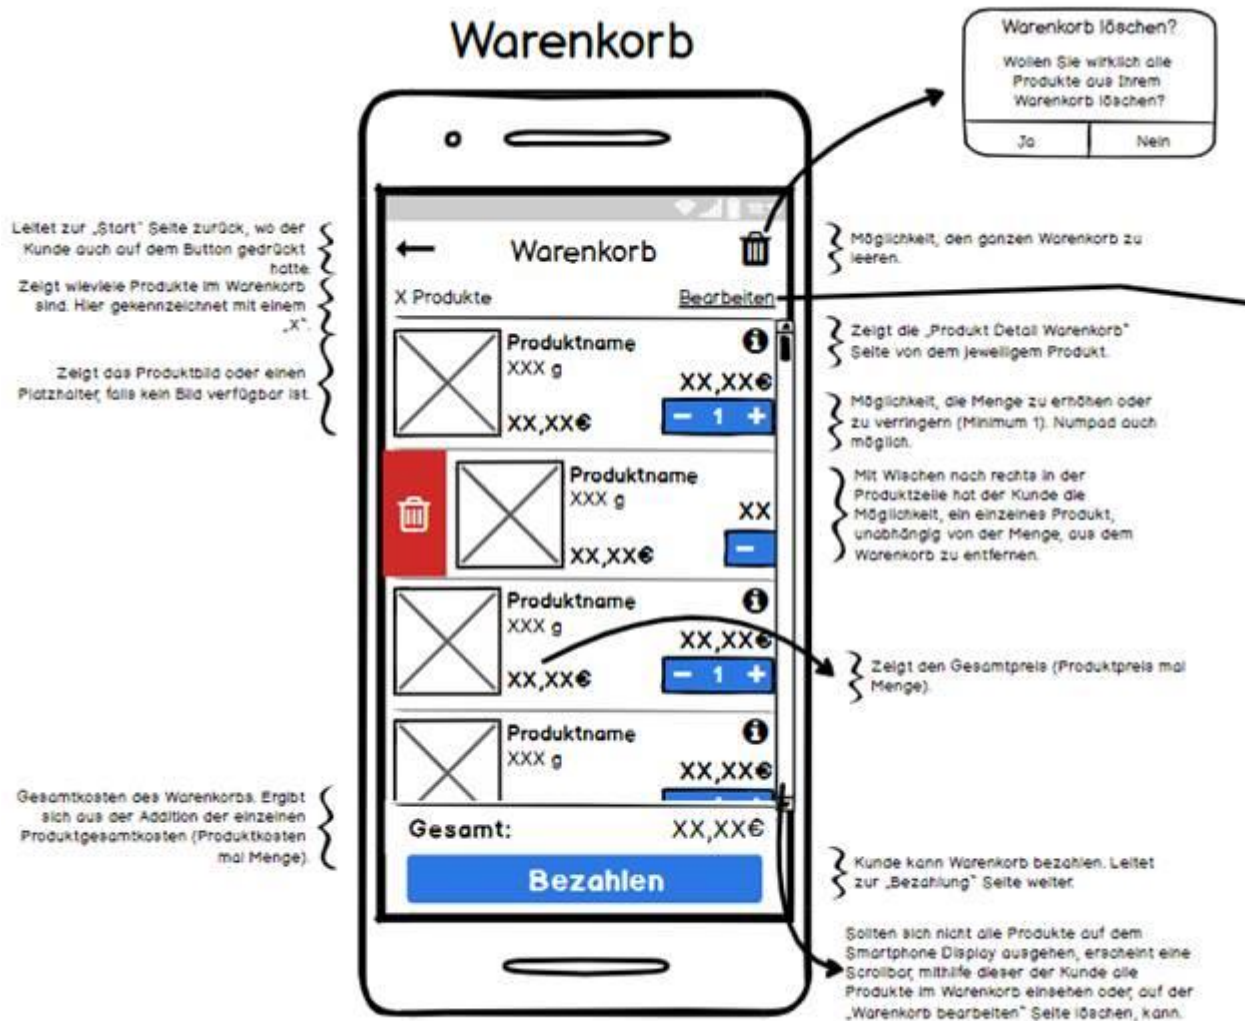 Warenkorb
Warenkorb löschen?
Wollen Sie wirklich alle
Produkte aus Ihrem
Warenkorb löschen?
Ja
Nein
Leitet zur „Start“ Seite zurück, wo der
Kunde auch auf dem Button gedrückt
hatte.
Zeigt wieviele Produkte im Warenkorb
sind. Hier gekennzeichnet mit einem
„X“.
Zeigt das Produktbild oder einen
Platzhalter, falls kein Bild verfügbar ist.
Gesamtkosten des Warenkorbs. Ergibt
sich aus der Addition der einzelnen
Produktgesamtkosten (Produktkosten
mal Menge).
Warenkorb
X Produkte
Bearbeiten
Produktname
XXX g
XX,XX€
XX,XX€
− 1 +
Produktname
XXX g
XX
XX,XX€
−
Produktname
XXX g
XX,XX€
XX,XX€
− 1 +
Produktname
XXX g
XX,XX€
Gesamt:
XX,XX€
Bezahlen
Möglichkeit, den ganzen Warenkorb zu
leeren.
Zeigt die „Produkt Detail Warenkorb“
Seite von dem jeweiligem Produkt.
Möglichkeit, die Menge zu erhöhen oder
zu verringern (Minimum 1). Numpad auch
möglich.
Mit Wischen nach rechts in der
Produktzeile hat der Kunde die
Möglichkeit, ein einzelnes Produkt,
unabhängig von der Menge, aus dem
Warenkorb zu entfernen.
Zeigt den Gesamtpreis (Produktpreis mal
Menge).
Kunde kann Warenkorb bezahlen. Leitet
zur „Bezahlung“ Seite weiter.
Sollten sich nicht alle Produkte auf dem
Smartphone Display ausgehen, erscheint eine
Scrollbar, mithilfe dieser der Kunde alle
Produkte im Warenkorb einsehen oder, auf der
„Warenkorb bearbeiten“ Seite löschen, kann.